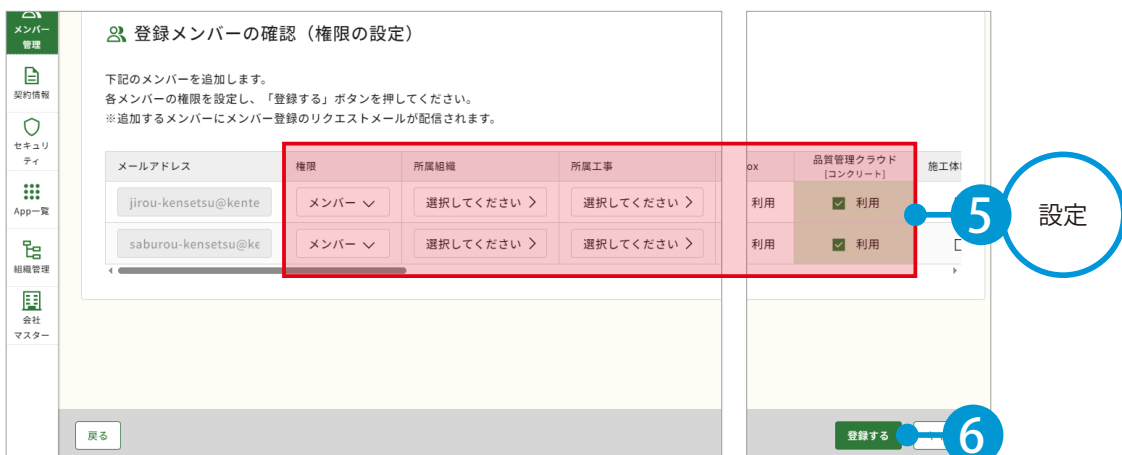 メンバー
管理
契約情報
セキュリ
ティ
App一覧
組織管理
会社
マスター
登録メンバーの確認（権限の設定）
下記のメンバーを追加します。
各メンバーの権限を設定し、「登録する」ボタンを押してください。
※追加するメンバーにメンバー登録のリクエストメールが配信されます。
メールアドレス 権限 所属組織 所属工事 ox 品質管理クラウド [コンクリート] 施工体
jirou-kensetsu@kente メンバー 選択してください 選択してください 利用 利用
saburou-kensetsu@ke メンバー 選択してください 選択してください 利用 利用
5 設定
戻る 登録する 6